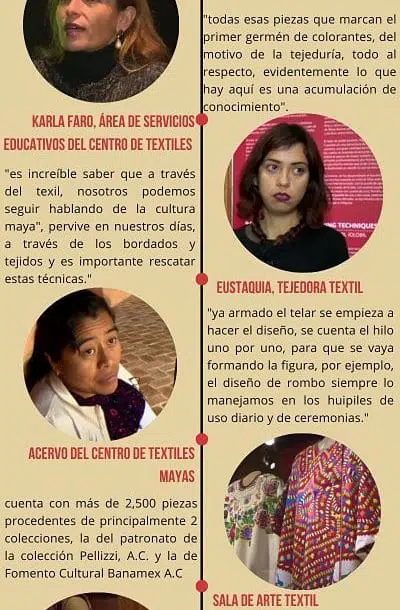 "todas esas piezas que marcan el
primer germén de colorantes, del
motivo de la tejeduría, todo al
respecto, evidentemente lo que
hay aquí es una acumulación de
conocimiento".
KARLA FARO, ÁREA DE SERVICIOS
EDUCATIVOS DEL CENTRO DE TEXTILES
"es increíble saber que a través
del texil, nosotros podemos
seguir hablando de la cultura
maya", pervive en nuestros días,
a través de los bordados y
tejidos y es importante rescatar
estas técnicas."
EUSTAQUIA, TEJEDORA TEXTIL
"ya armado el telar se empieza a
hacer el diseño, se cuenta el hilo
uno por uno, para que se vaya
formando la figura, por ejemplo,
el diseño de rombo siempre lo
manejamos en los huipiles de
uso diario y de ceremonias."
ACERVO DEL CENTRO DE TEXTILES
MAYAS
cuenta con más de 2,500 piezas
procedentes de principalmente 2
colecciones, la del patronato de
la colección Pellizzi, A.C. y la de
Fomento Cultural Banamex A.C
SALA DE ARTE TEXTIL